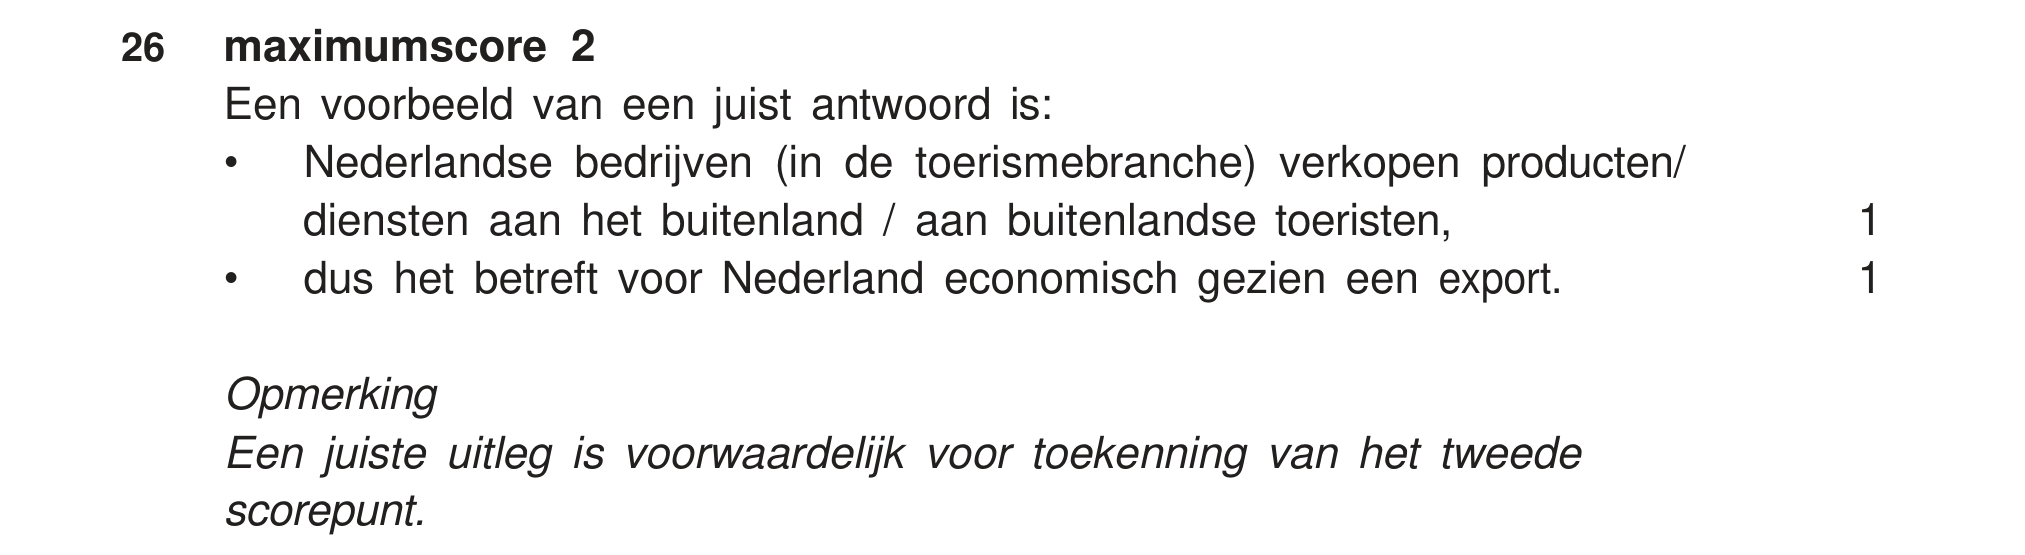 26 maximumscore 2
Een voorbeeld van een juist antwoord is:
• Nederlandse bedrijven (in de toerismebranche) verkopen producten/
diensten aan het buitenland / aan buitenlandse toeristen, 1
• dus het betreft voor Nederland economisch gezien een export. 1
Opmerking
Een juiste uitleg is voorwaardelijk voor toekenning van het tweede
scorepunt.